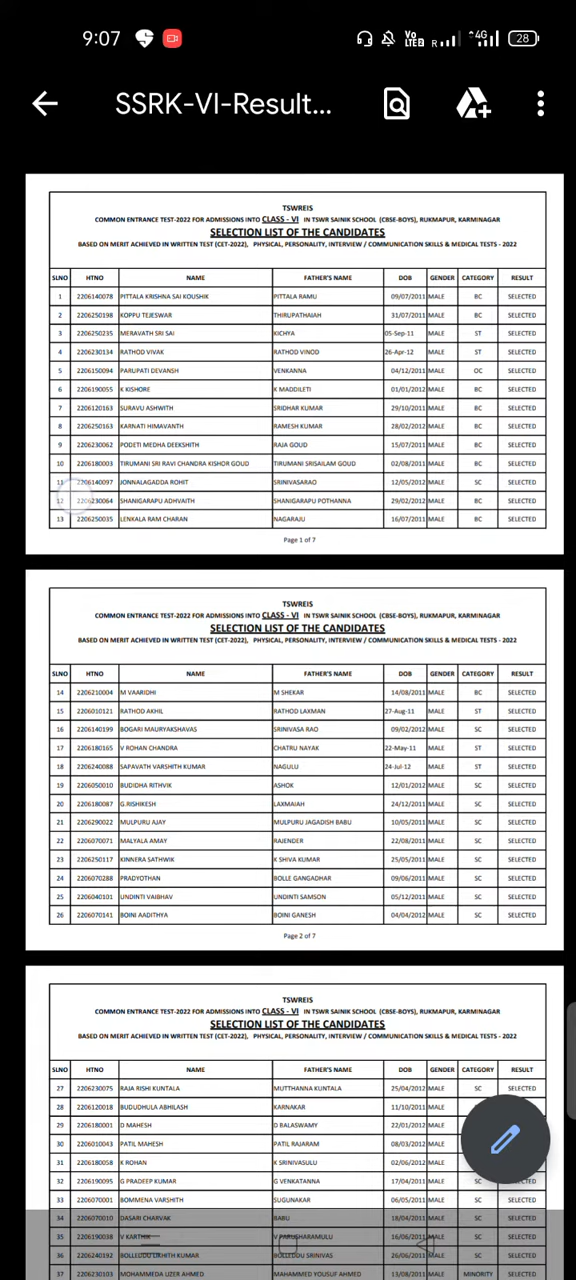 9:07 Vo LTE2 R 4G 28
SSRK-VI-Result...
TSWREIS
COMMON ENTRANCE TEST-2022 FOR ADMISSIONS INTO CLASS - VI IN TSWR SAINIK SCHOOL (CBSE-BOYS), RUKMAPUR, KARMINAGAR
SELECTION LIST OF THE CANDIDATES
BASED ON MERIT ACHIEVED IN WRITTEN TEST (CET-2022), PHYSICAL, PERSONALITY, INTERVIEW / COMMUNICATION SKILLS & MEDICAL TESTS - 2022
SLNO HTNO NAME FATHER'S NAME DOB GENDER CATEGORY RESULT
1 2206140078 PITTALA KRISHNA SAI KOUSHIK PITTALA RAMU 09/07/2011 MALE BC SELECTED
2 2206250198 KOPPU TEJESWAR THIRUPATHAIAH 31/07/2011 MALE BC SELECTED
3 2206250235 MERAVATH SRI SAI KICHYA 05-Sep-11 MALE ST SELECTED
4 2206230134 RATHOD VIVAK RATHOD VINOD 26-Apr-12 MALE ST SELECTED
5 2206150094 PARUPATI DEVANSH VENKANNA 04/12/2011 MALE OC SELECTED
6 2206190055 K KISHORE K MADDILETI 01/01/2012 MALE BC SELECTED
7 2206120163 SURAVU ASHWITH SRIDHAR KUMAR 29/10/2011 MALE BC SELECTED
8 2206250163 KARNATI HIMAVANTH RAMESH KUMAR 28/02/2012 MALE BC SELECTED
9 2206230062 PODETI MEDHA DEEKSHITH RAJA GOUD 15/07/2011 MALE BC SELECTED
10 2206180003 TIRUMANI SRI RAVI CHANDRA KISHOR GOUD TIRUMANI SRISAILAM GOUD 02/08/2011 MALE BC SELECTED
11 2206140097 JONNALAGADDA ROHIT SRINIVASARAO 12/05/2012 MALE SC SELECTED
12 2206230064 SHANIGARAPU ADHVAITH SHANIGARAPU POTHANNA 29/02/2012 MALE BC SELECTED
13 2206250035 LENKALA RAM CHARAN NAGARAJU 16/07/2011 MALE BC SELECTED
Page 1 of 7
TSWREIS
COMMON ENTRANCE TEST-2022 FOR ADMISSIONS INTO CLASS - VI IN TSWR SAINIK SCHOOL (CBSE-BOYS), RUKMAPUR, KARMINAGAR
SELECTION LIST OF THE CANDIDATES
BASED ON MERIT ACHIEVED IN WRITTEN TEST (CET-2022), PHYSICAL, PERSONALITY, INTERVIEW / COMMUNICATION SKILLS & MEDICAL TESTS - 2022
SLNO HTNO NAME FATHER'S NAME DOB GENDER CATEGORY RESULT
14 2206210004 M VAARIDHI M SHEKAR 14/08/2011 MALE BC SELECTED
15 2206010121 RATHOD AKHIL RATHOD LAXMAN 27-Aug-11 MALE ST SELECTED
16 2206140199 BOGARI MAURYAKSHAVAS SRINIVASA RAO 09/02/2012 MALE SC SELECTED
17 2206180165 V ROHAN CHANDRA CHATRU NAYAK 22-May-11 MALE ST SELECTED
18 2206240088 SAPAVATH VARSHITH KUMAR NAGULU 24-Jul-12 MALE ST SELECTED
19 2206050010 BUDIDHA RITHVIK ASHOK 12/01/2012 MALE SC SELECTED
20 2206180087 G.RISHIKESH LAXMAIAH 24/12/2011 MALE SC SELECTED
21 2206290022 MULPURU AJAY MULPURU JAGADISH BABU 10/05/2011 MALE SC SELECTED
22 2206070071 MALYALA AMAY RAJENDER 22/08/2011 MALE SC SELECTED
23 2206250117 KINNERA SATHWIK K SHIVA KUMAR 25/05/2011 MALE SC SELECTED
24 2206070288 PRADYOTHAN BOLLE GANGADHAR 09/06/2011 MALE SC SELECTED
25 2206040101 UNDINTI VAIBHAV UNDINTI SAMSON 05/12/2011 MALE SC SELECTED
26 2206070141 BOINI AADITHYA BOINI GANESH 04/04/2012 MALE SC SELECTED
Page 2 of 7
TSWREIS
COMMON ENTRANCE TEST-2022 FOR ADMISSIONS INTO CLASS - VI IN TSWR SAINIK SCHOOL (CBSE-BOYS), RUKMAPUR, KARMINAGAR
SELECTION LIST OF THE CANDIDATES
BASED ON MERIT ACHIEVED IN WRITTEN TEST (CET-2022), PHYSICAL, PERSONALITY, INTERVIEW / COMMUNICATION SKILLS & MEDICAL TESTS - 2022
SLNO HTNO NAME FATHER'S NAME DOB GENDER CATEGORY RESULT
27 2206230075 RAJA RISHI KUNTALA MUTTHANNA KUNTALA 25/04/2012 MALE SC SELECTED
28 2206120018 BUDUDHULA ABHILASH KARNAKAR 11/10/2011 MALE
29 2206180001 D MAHESH D BALASWAMY 22/01/2012 MALE
30 2206010043 PATIL MAHESH PATIL RAJARAM 08/03/2012 MALE
31 2206180058 K ROHAN K SRINIVASULU 02/06/2012 MALE
32 2206190095 G PRADEEP KUMAR G VENKATANNA 17/04/2011 MALE
33 2206070001 BOMMENA VARSHITH SUGUNAKAR 06/05/2011 MALE SC SELECTED
34 2206070010 DASARI CHARVAK BABU 18/04/2011 MALE SC SELECTED
35 2206190038 V KARTHIK V PARUSHARAMULU 16/06/2011 MALE SC SELECTED
36 2206240192 BOLLEDDU LIKHITH KUMAR BOLLEDDU SRINIVAS 26/06/2011 MALE SC SELECTED
37 2206230103 MOHAMMEDA UZER AHMED MAHAMMED YOUSUF AHMED 13/08/2011 MALE MINORITY SELECTED